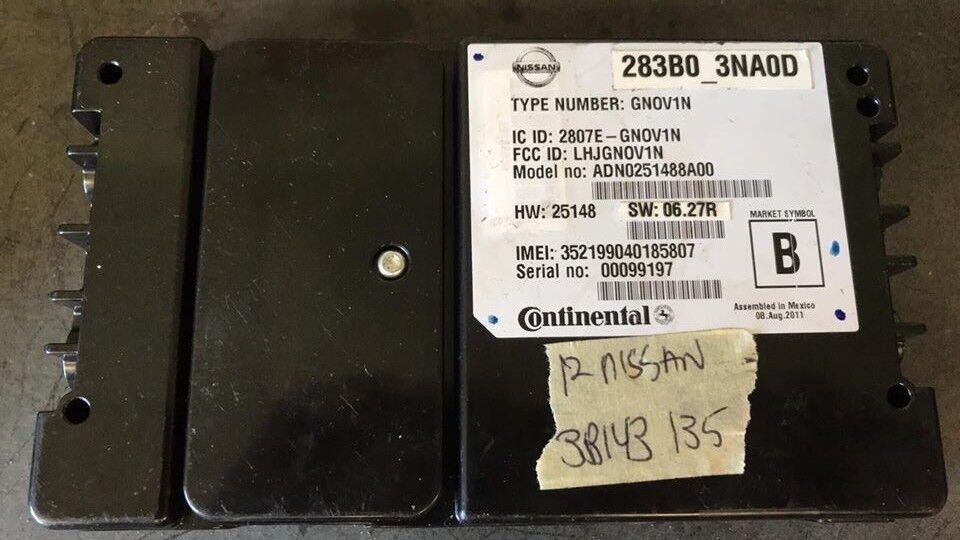 NISSAN
283B0_3NA0D
TYPE NUMBER: GNOV1N
IC ID: 2807E-GNOV1N
FCC ID: LHJGNOV1N
Model no: ADN0251488A00
HW: 25148
SW: 06.27R
MARKET SYMBOL
B
IMEI: 352199040185807
Serial no: 00099197
Continental
Assembled in Mexico
08.Aug.2011
12 NISSAN
3B143 135